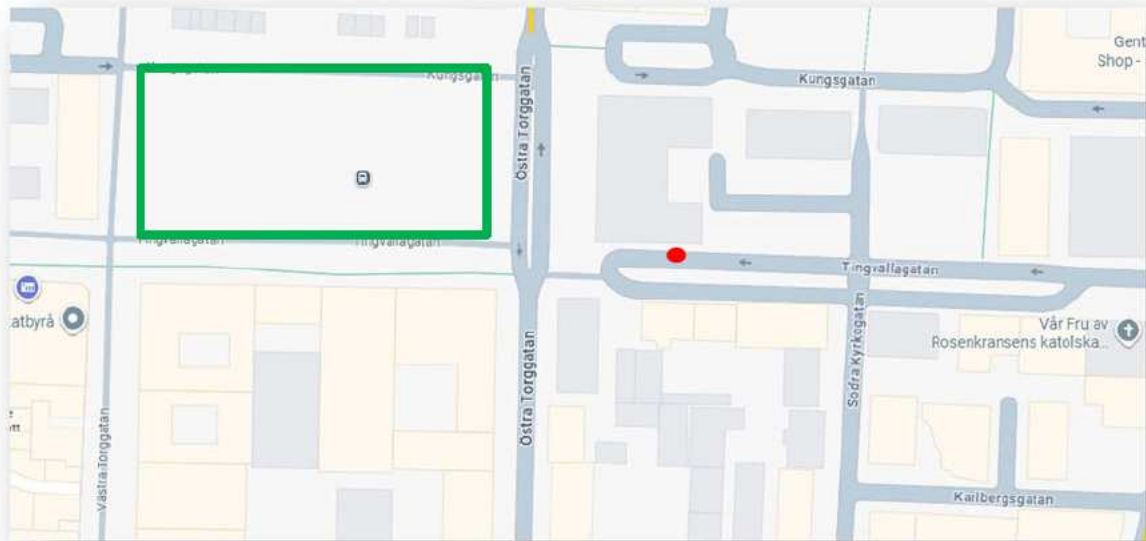 Gent
Shop -
Kungsgatan
Kungsgatan
Östra Torggatan
Tingvallagatan
Tingvallagatan
Tingvallagatan
atbyrå
Vår Fru av
Rosenkransens katolska...
Södra Kyrkogatan
Östra Torggatan
Västra Torggatan
Karlbergsgatan